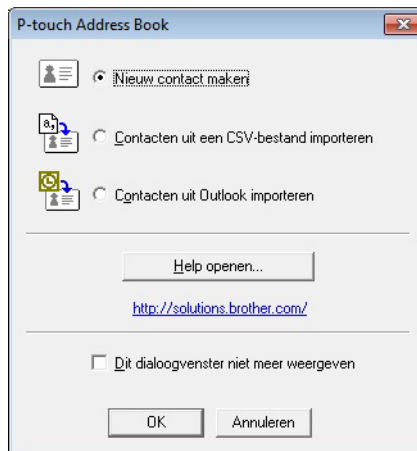 P-touch Address Book
Nieuw contact maken
a,
Contacten uit een CSV-bestand importeren
Contacten uit Outlook importeren
Help openen...
http://solutions.brother.com/
Dit dialoogvenster niet meer weergeven
OK
Annuleren